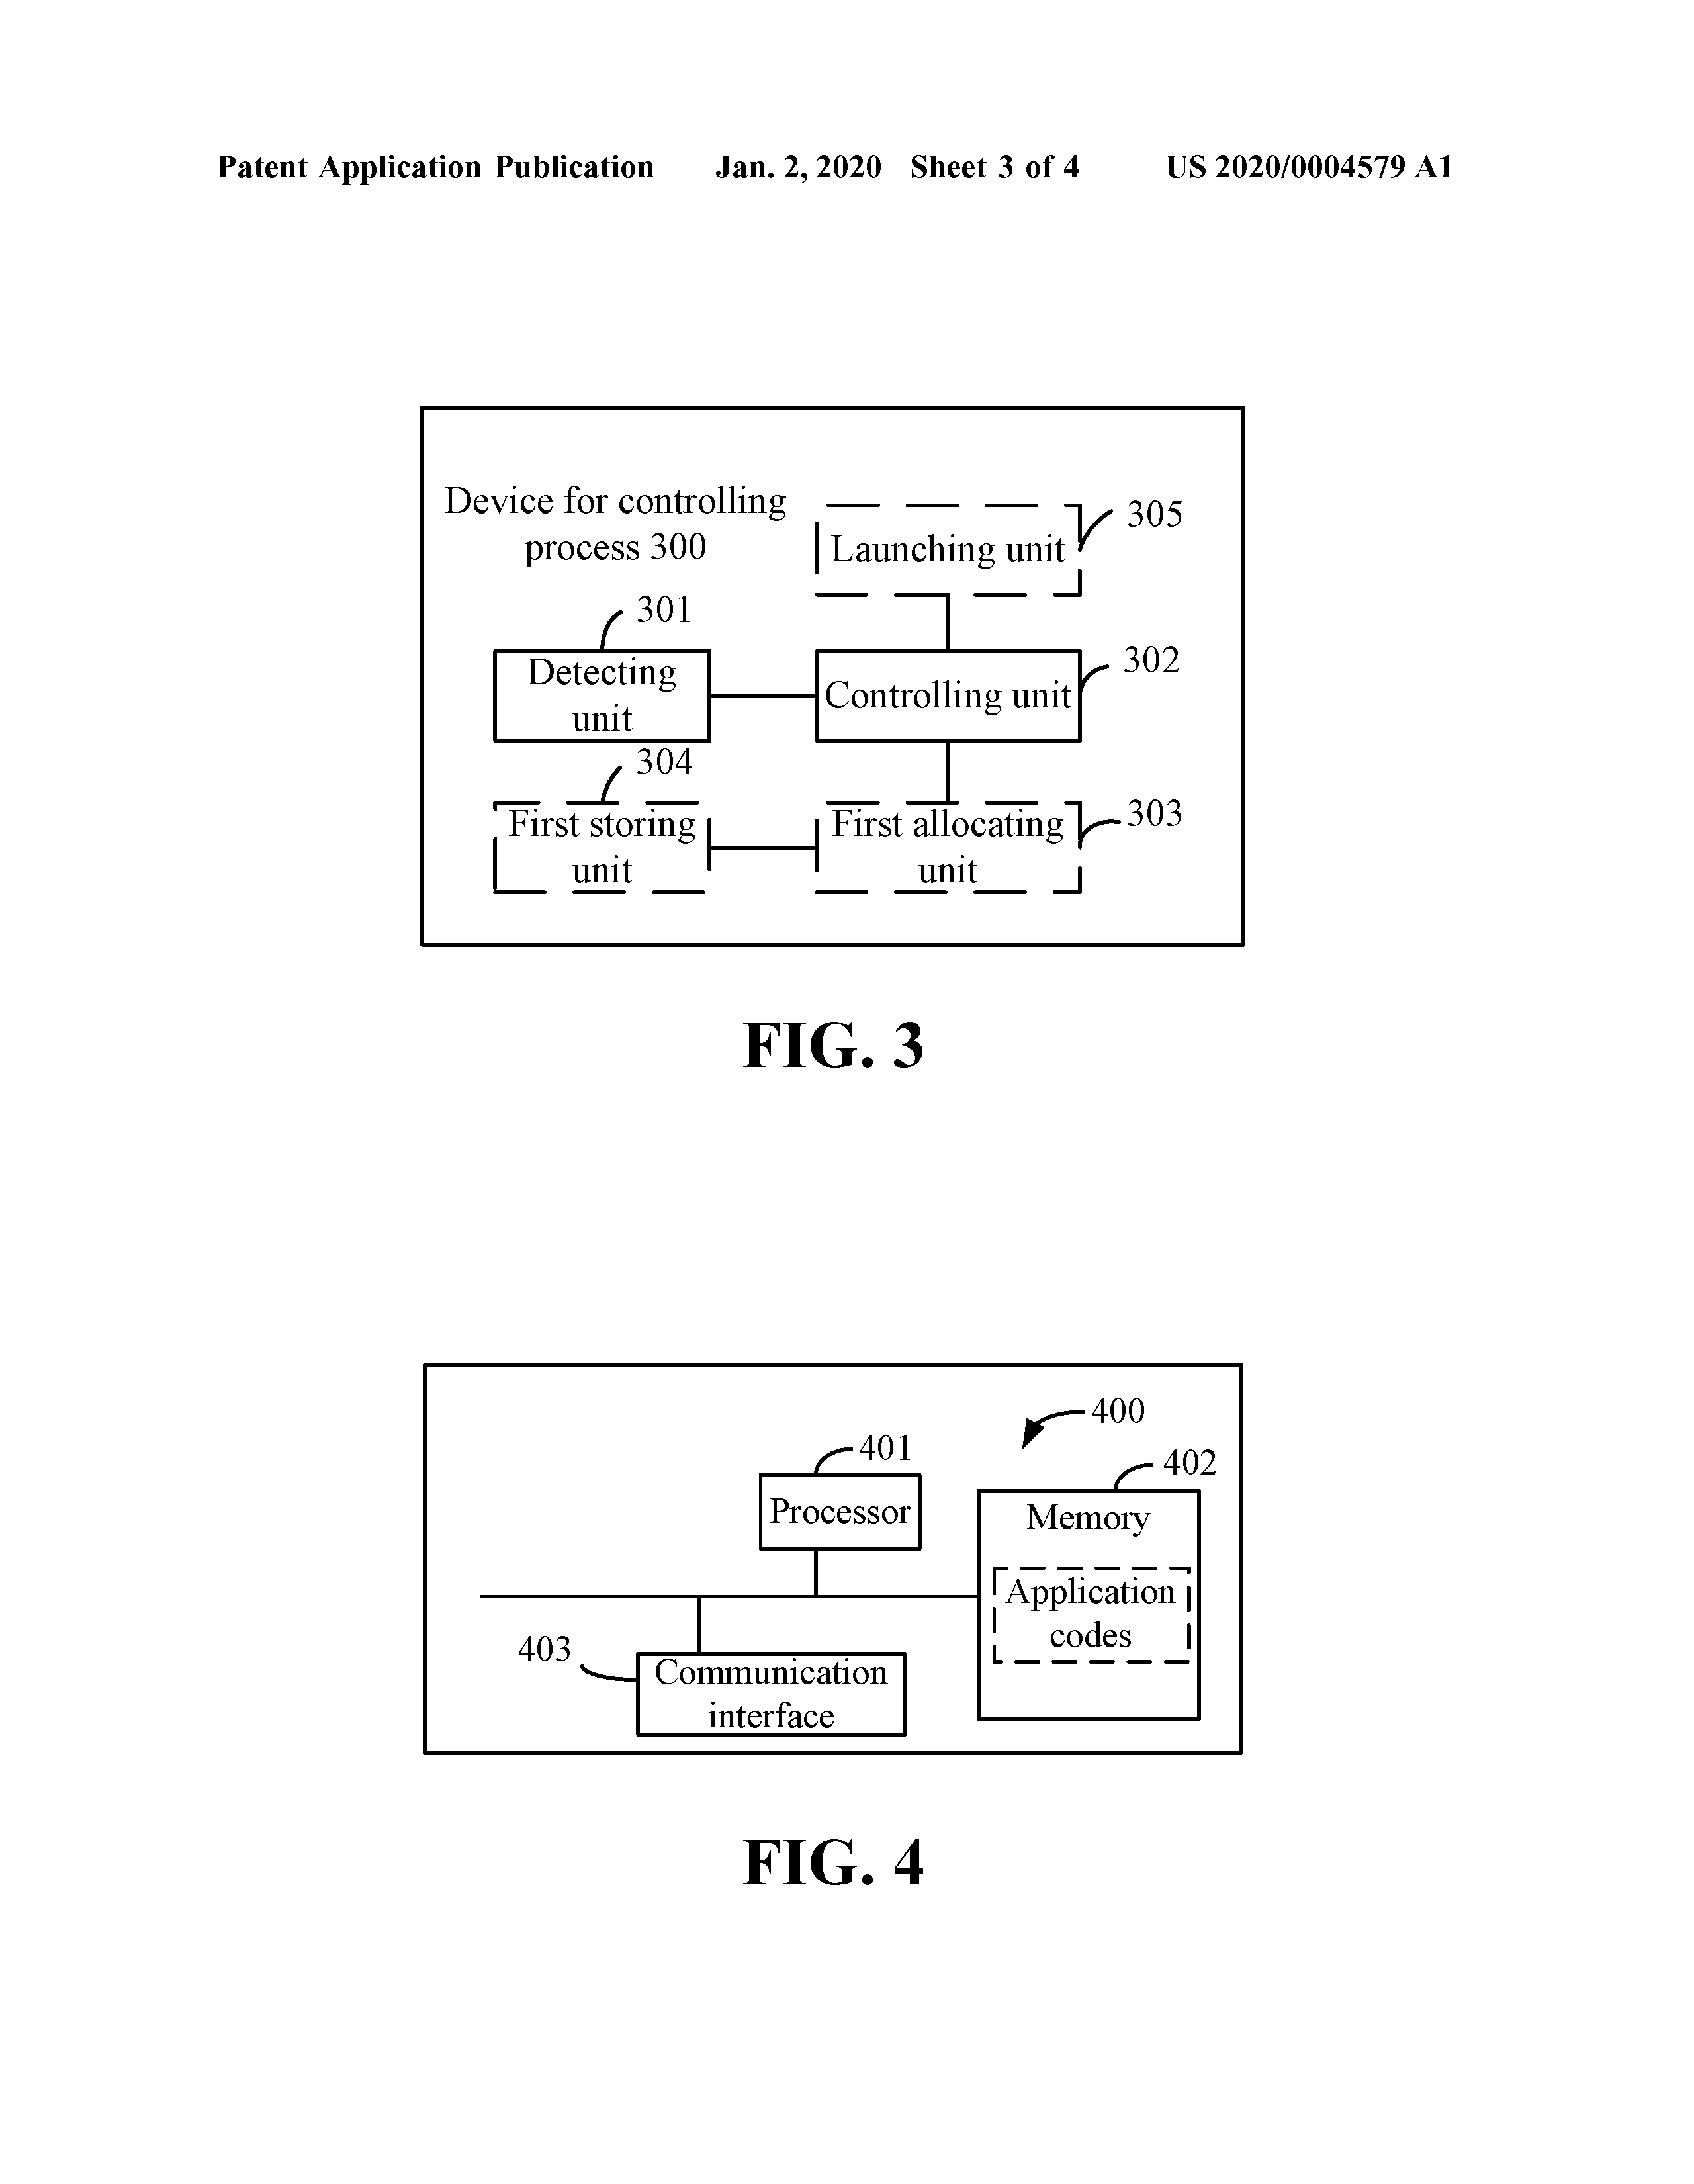 Patent Application Publication Jan. 2, 2020 Sheet 3 of 4 US 2020/0004579 A1
Device for controlling
process 300
305
Launching unit
301
Detecting
unit
302
Controlling unit
304
First storing
unit
303
First allocating
unit
FIG. 3
400
401
Processor
402
Memory
Application
codes
403
Communication
interface
FIG. 4